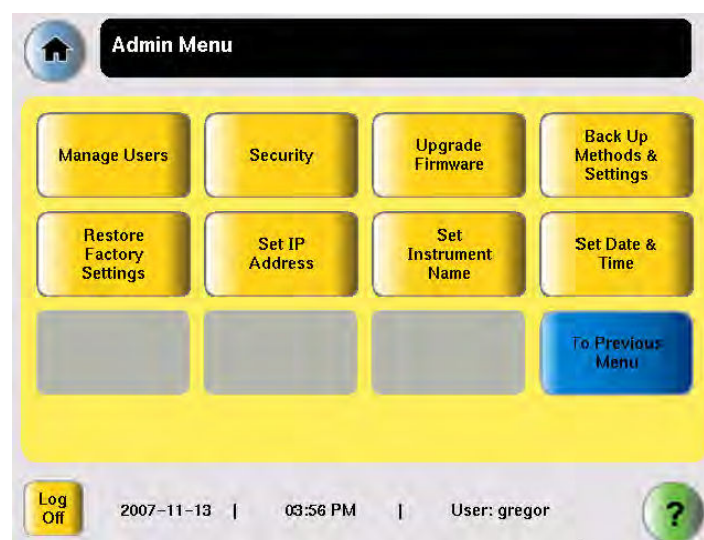 Admin Menu
Manage Users
Security
Upgrade
Firmware
Back Up
Methods &
Settings
Restore
Factory
Settings
Set IP
Address
Set
Instrument
Name
Set Date &
Time
To Previous
Menu
Log
Off
2007-11-13 | 03:56 PM | User: gregor
?